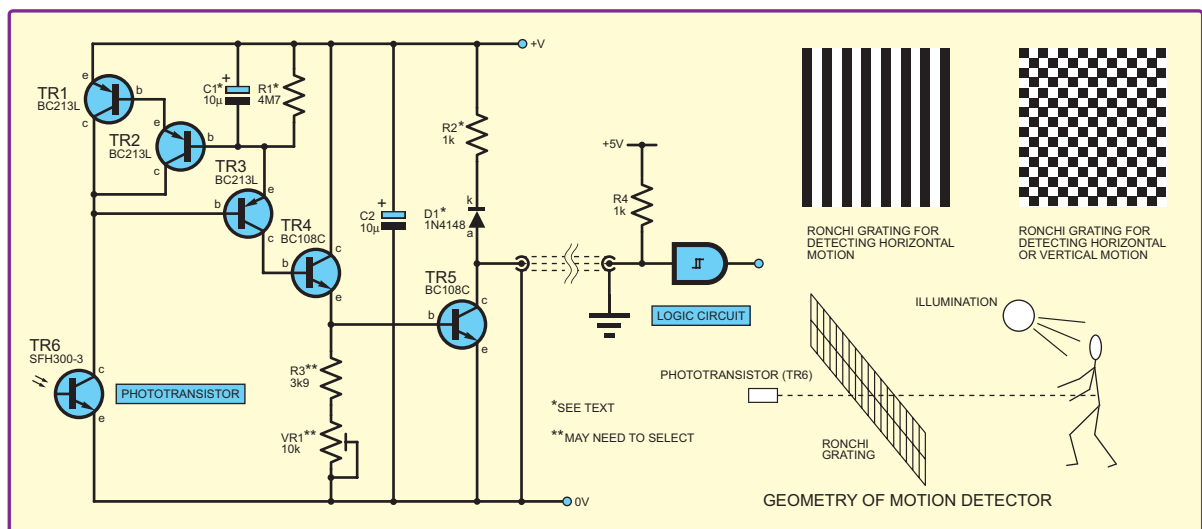 +V
e
TR1
BC213L
b
c
C1*
10µ
+
R1*
4M7
e
TR2
BC213L
b
c
TR3
BC213L
e
b
c
TR4
BC108C
c
b
e
+
C2
10µ
R2*
1k
k
D1*
1N4148
a
+5V
R4
1k
TR5
BC108C
c
b
e
LOGIC CIRCUIT
TR6
SFH300-3
c
e
PHOTOTRANSISTOR
R3**
3k9
VR1**
10k
*SEE TEXT
**MAY NEED TO SELECT
0V
RONCHI GRATING FOR
DETECTING HORIZONTAL
MOTION
RONCHI GRATING FOR
DETECTING HORIZONTAL
OR VERTICAL MOTION
ILLUMINATION
PHOTOTRANSISTOR (TR6)
RONCHI
GRATING
GEOMETRY OF MOTION DETECTOR